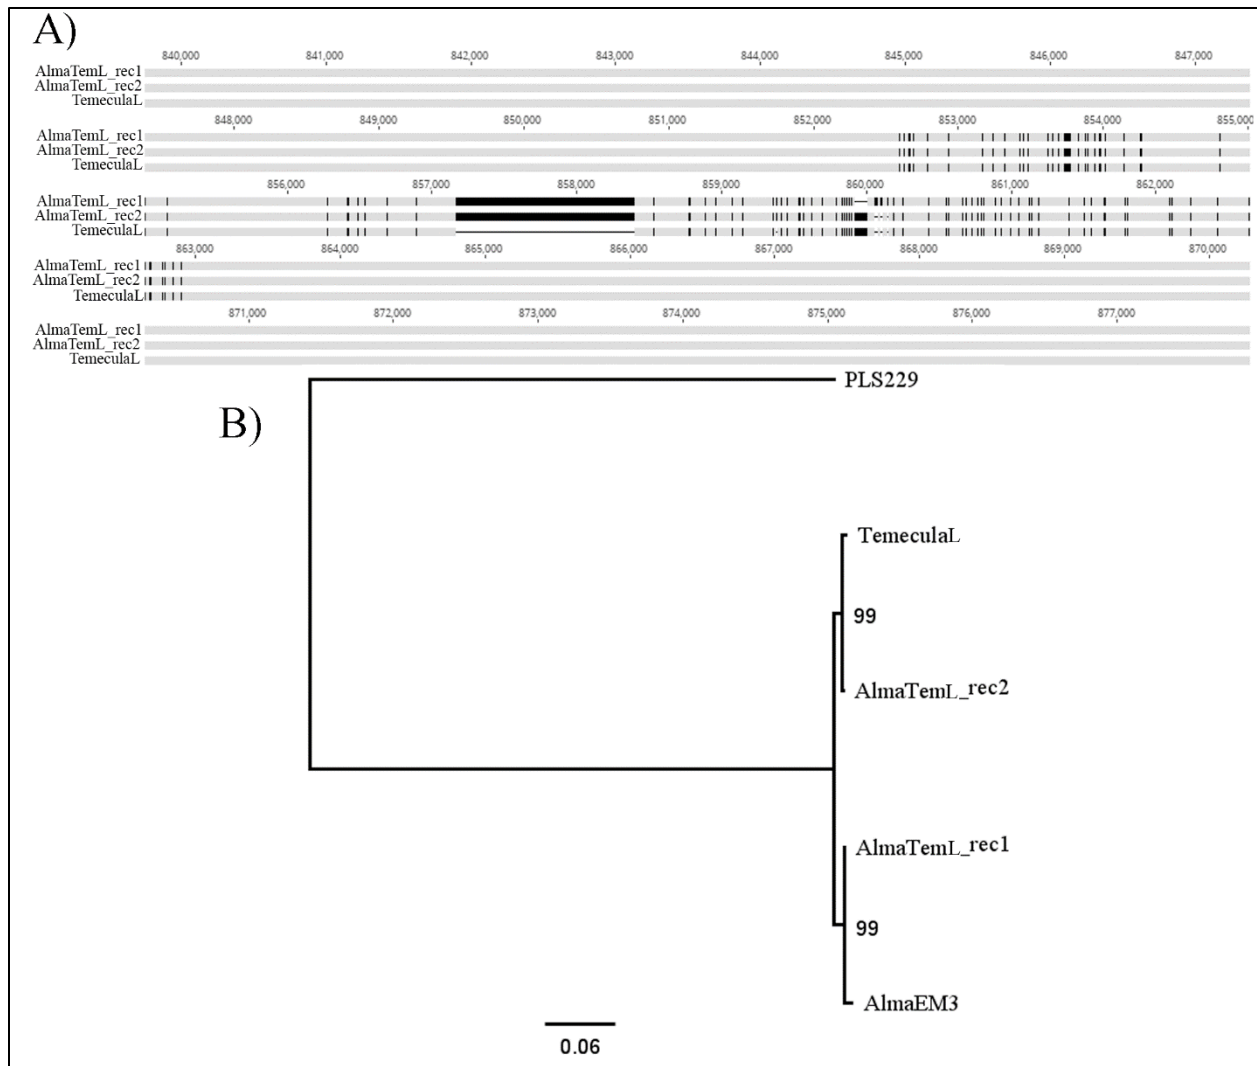 A)
840,000 841,000 842,000 843,000 844,000 845,000 846,000 847,000
AlmaTemL_rec1
AlmaTemL_rec2
TemeculaL
848,000 849,000 850,000 851,000 852,000 853,000 854,000 855,000
AlmaTemL_rec1
AlmaTemL_rec2
TemeculaL
856,000 857,000 858,000 859,000 860,000 861,000 862,000
AlmaTemL_rec1
AlmaTemL_rec2
TemeculaL
863,000 864,000 865,000 866,000 867,000 868,000 869,000 870,000
AlmaTemL_rec1
AlmaTemL_rec2
TemeculaL
871,000 872,000 873,000 874,000 875,000 876,000 877,000
AlmaTemL_rec1
AlmaTemL_rec2
TemeculaL
B)
PLS229
TemeculaL
99
AlmaTemL_rec2
AlmaTemL_rec1
99
AlmaEM3
0.06